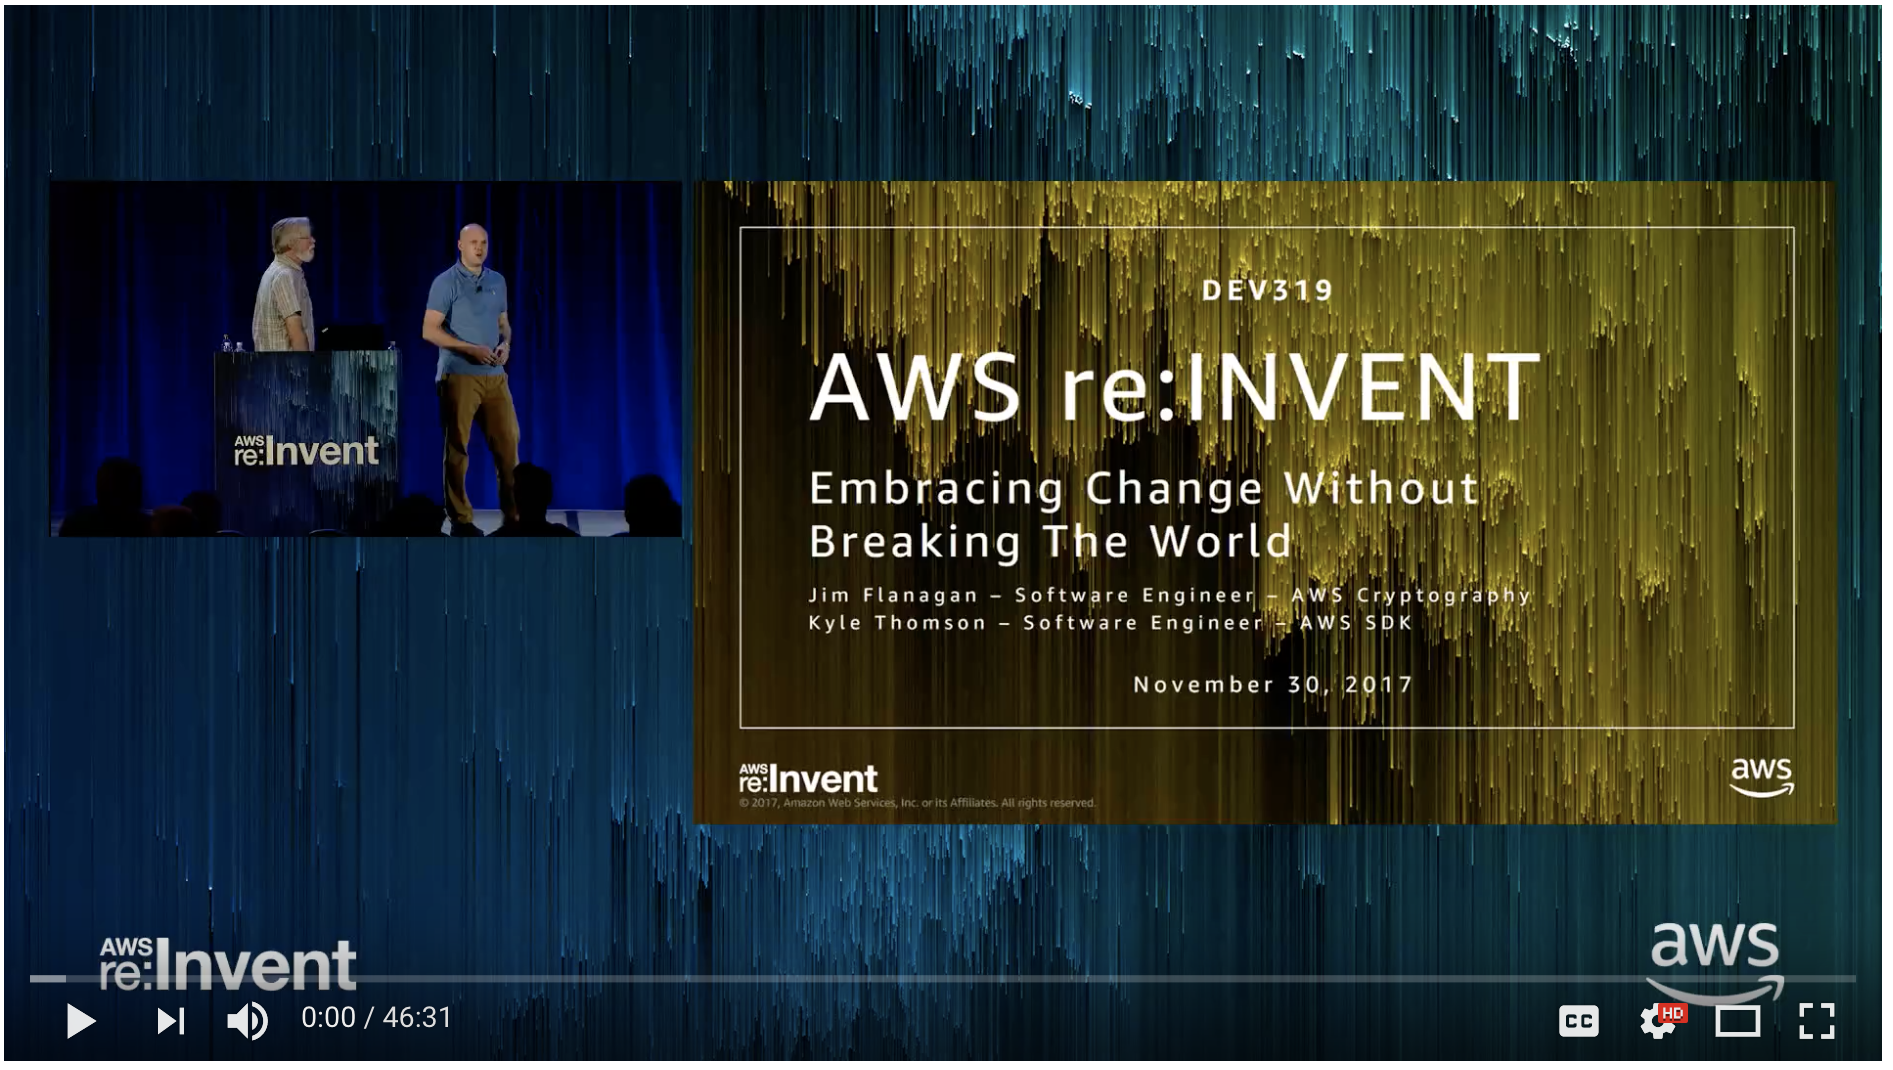 DEV319
AWS re:INVENT
Embracing Change Without
Breaking The World
Jim Flanagan – Software Engineer – AWS Cryptography
Kyle Thomson – Software Engineer – AWS SDK
November 30, 2017
AWS
re:Invent
© 2017, Amazon Web Services, Inc. or its Affiliates. All rights reserved.
aws
AWS
re:Invent
AWS
re:Invent
aws
0:00 / 46:31
CC
HD